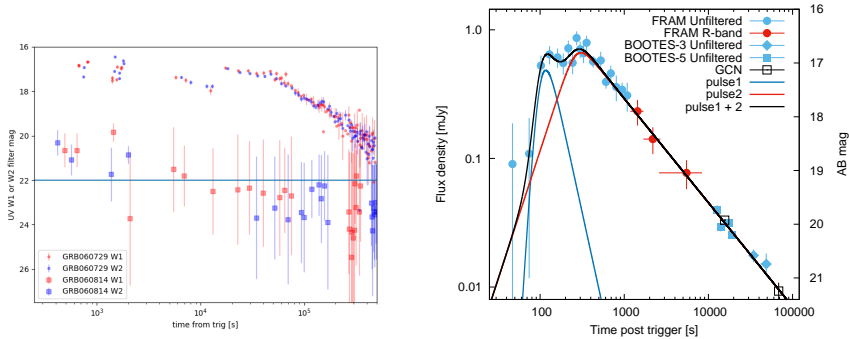 16
18
20
22
24
26
UV W1 or W2 filter mag
GRB060729 W1
GRB060729 W2
GRB060814 W1
GRB060814 W2
10³
10⁴
10⁵
time from trig [s]
1.0
0.1
0.01
Flux density [mJy]
FRAM Unfiltered
FRAM R-band
BOOTES-3 Unfiltered
BOOTES-5 Unfiltered
GCN
pulse1
pulse2
pulse1 + 2
16
17
18
19
20
21
AB mag
100
1000
10000
100000
Time post trigger [s]